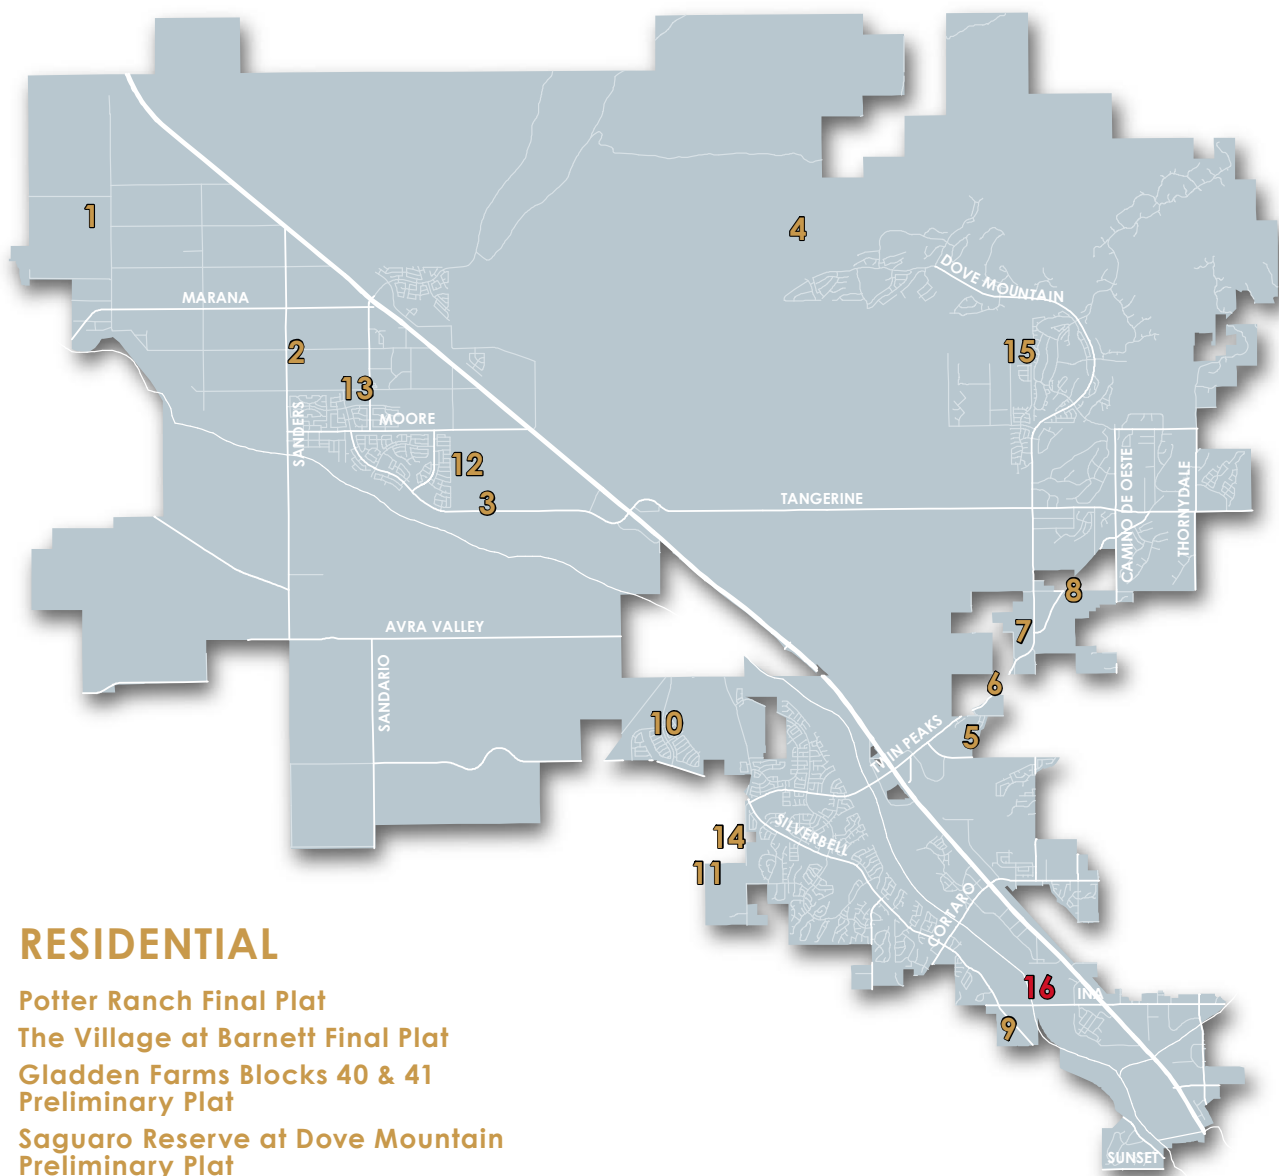 1
4
DOVE MOUNTAIN
MARANA
2
15
13
SANDERS
MOORE
12
3
TANGERINE
CAMINO DE OESTE
THORNYDALE
8
7
AVRA VALLEY
SANDARIO
6
10
5
TWIN PEAKS
14
SILVERBELL
11
CORTARO
16
INA
9
SUNSET
RESIDENTIAL
Potter Ranch Final Plat
The Village at Barnett Final Plat
Gladden Farms Blocks 40 & 41
Preliminary Plat
Saguaro Reserve at Dove Mountain
Preliminary Plat